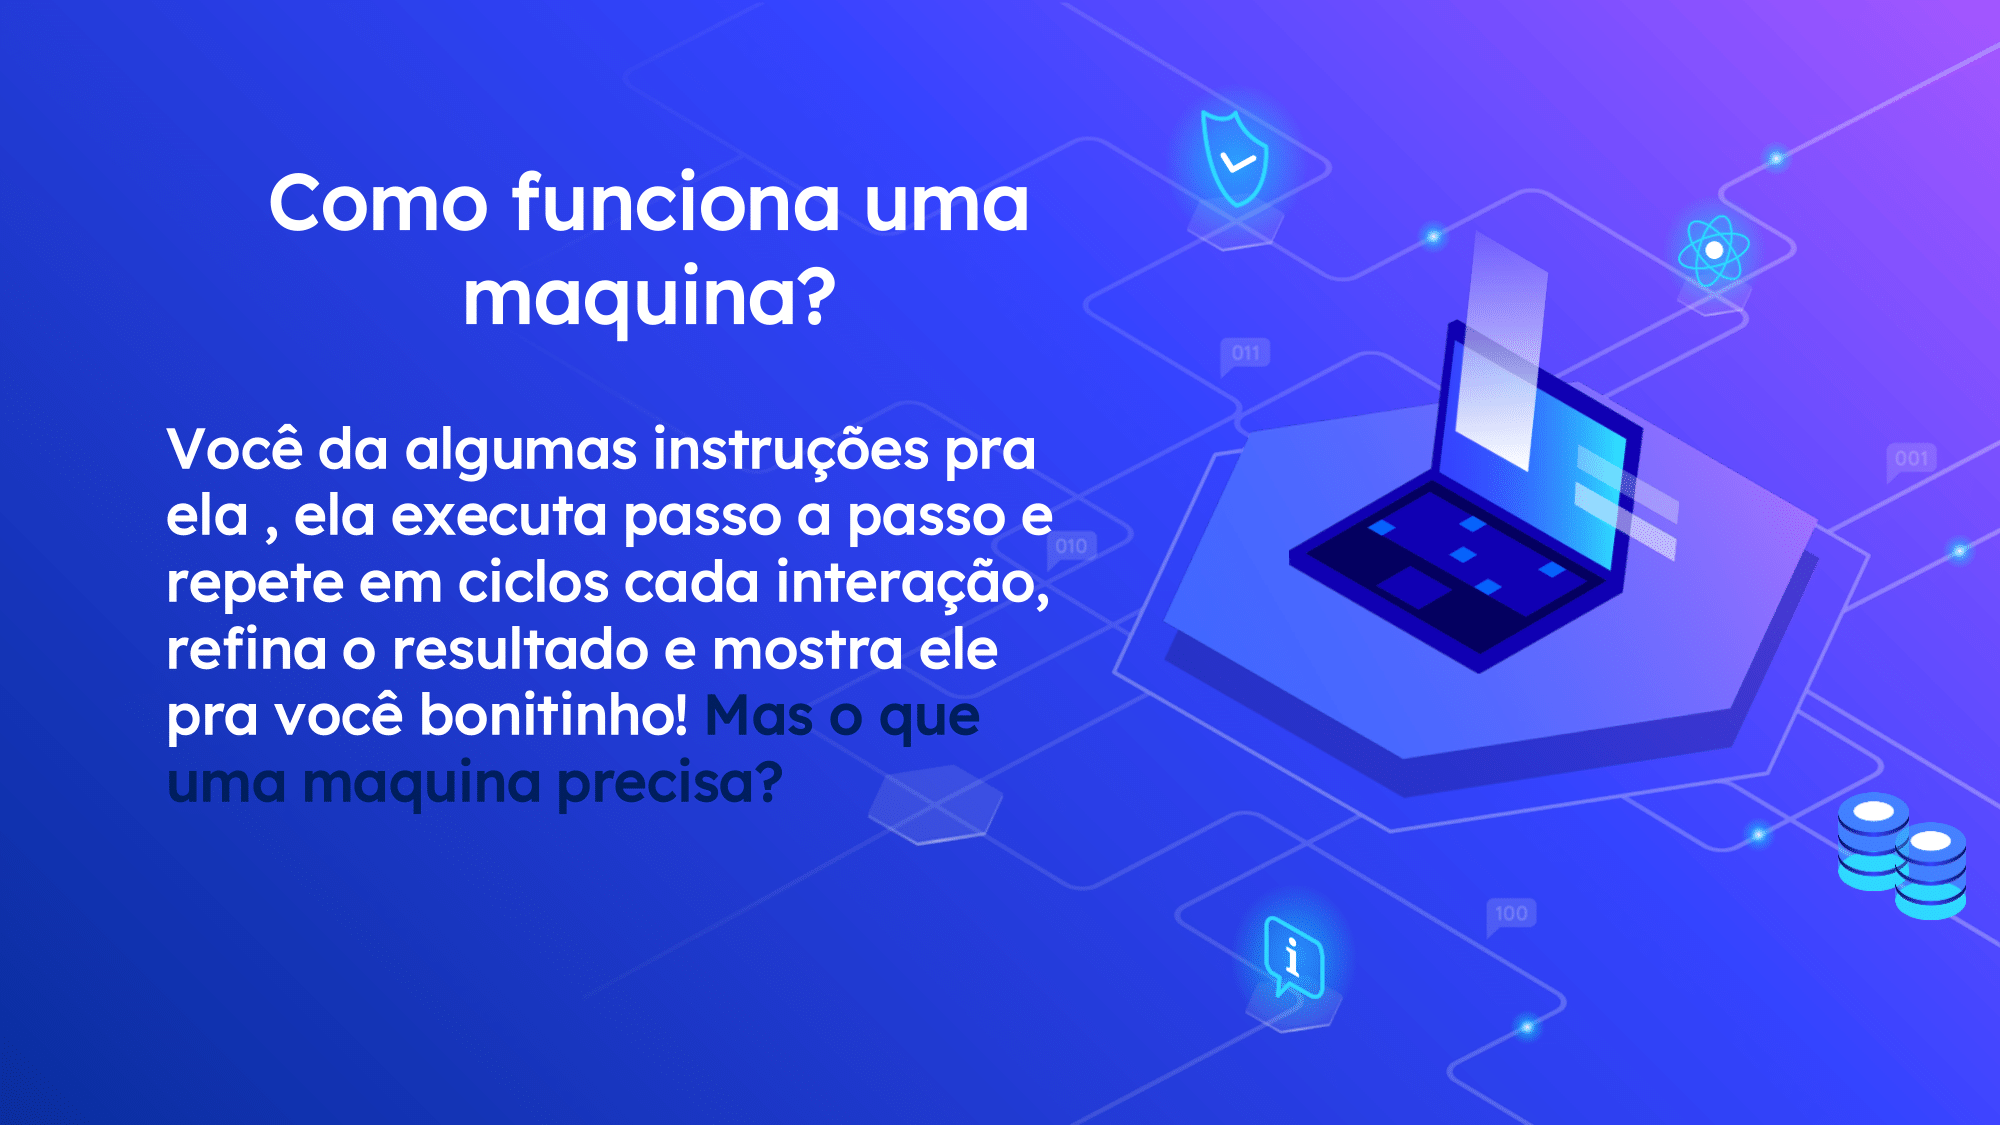 Como funciona uma
maquina?
Você da algumas instruções pra
ela , ela executa passo a passo e
repete em ciclos cada interação,
refina o resultado e mostra ele
pra você bonitinho! Mas o que
uma maquina precisa?
011
001
010
100
i